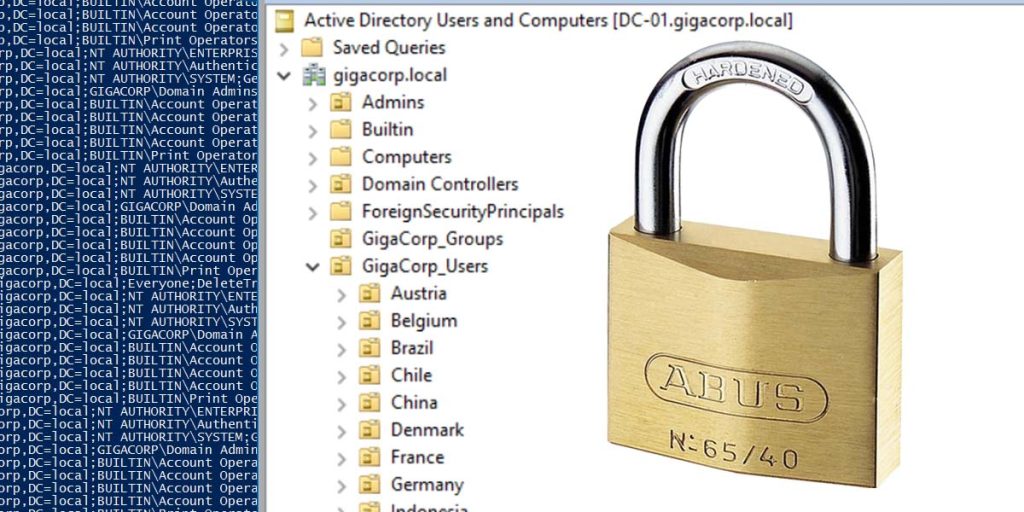 rp,DC=local;BUILTIN\Account Operato
p,DC=local;BUILTIN\Account Operator
p,DC=local;BUILTIN\Account Operator
p,DC=local;BUILTIN\Print Operators
rp,DC=local;NT AUTHORITY\ENTERPRIS
rp,DC=local;NT AUTHORITY\Authentic
rp,DC=local;NT AUTHORITY\SYSTEM;Ge
rp,DC=local;GIGACORP\Domain Admins
rp,DC=local;BUILTIN\Account Operat
rp,DC=local;BUILTIN\Account Operat
rp,DC=local;BUILTIN\Account Operat
rp,DC=local;BUILTIN\Account Operat
rp,DC=local;BUILTIN\Print Operator
gacorp,DC=local;NT AUTHORITY\ENTER
gacorp,DC=local;NT AUTHORITY\Authe
gacorp,DC=local;NT AUTHORITY\SYSTE
gacorp,DC=local;GIGACORP\Domain Ad
gacorp,DC=local;BUILTIN\Account Op
gacorp,DC=local;BUILTIN\Account Op
gacorp,DC=local;BUILTIN\Account Op
gacorp,DC=local;BUILTIN\Account Op
gacorp,DC=local;BUILTIN\Print Oper
igacorp,DC=local;Everyone;DeleteTr
igacorp,DC=local;NT AUTHORITY\ENTE
igacorp,DC=local;NT AUTHORITY\Auth
igacorp,DC=local;NT AUTHORITY\SYST
igacorp,DC=local;GIGACORP\Domain A
igacorp,DC=local;BUILTIN\Account O
igacorp,DC=local;BUILTIN\Account O
igacorp,DC=local;BUILTIN\Account O
igacorp,DC=local;BUILTIN\Account O
igacorp,DC=local;BUILTIN\Print Op
orp,DC=local;NT AUTHORITY\ENTERPR
orp,DC=local;NT AUTHORITY\Authenti
orp,DC=local;NT AUTHORITY\SYSTEM;G
orp,DC=local;GIGACORP\Domain Admin
orp,DC=local;BUILTIN\Account Opera
orp,DC=local;BUILTIN\Account Opera
orp,DC=local;BUILTIN\Account Opera
orp,DC=local;BUILTIN\Account Opera
Active Directory Users and Computers [DC-01.gigacorp.local]
Saved Queries
gigacorp.local
Admins
Builtin
Computers
Domain Controllers
ForeignSecurityPrincipals
GigaCorp_Groups
GigaCorp_Users
Austria
Belgium
Brazil
Chile
China
Denmark
France
Germany
Indonesia
HARDENED
ABUS
Nº 65/40